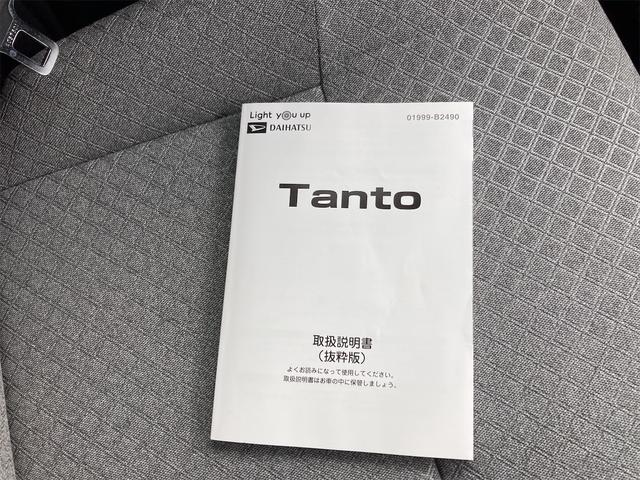 Light y@u up
DAIHATSU
01999-B2490
Tanto
取扱説明書
（抜粋版）
よくお読みになって使用してください。
取扱説明書はお車の中に保管しましょう。